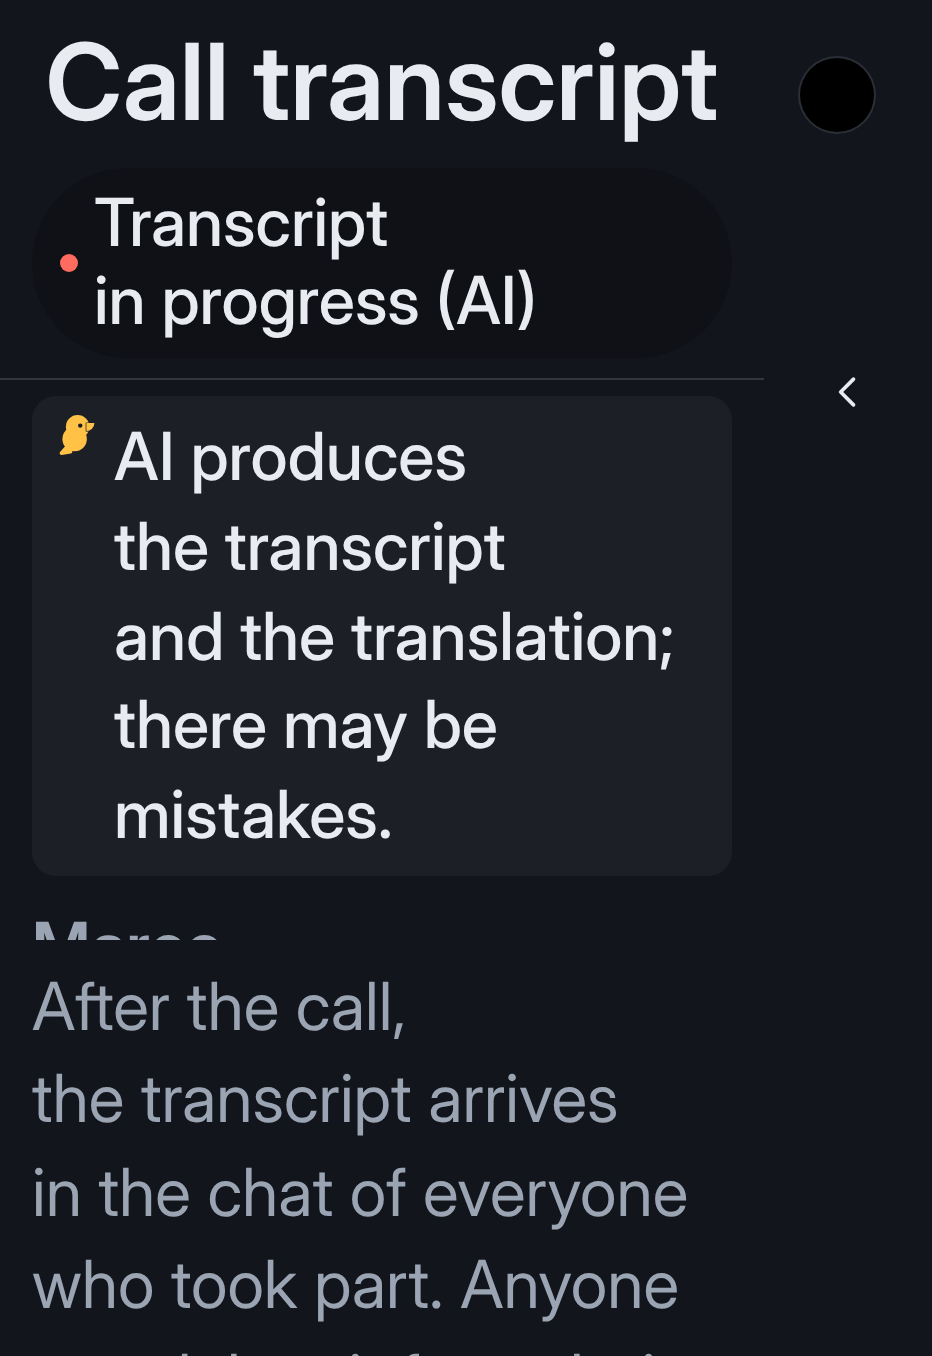 Call transcript
Transcript
in progress (AI)
AI produces
the transcript
and the translation;
there may be
mistakes.
After the call,
the transcript arrives
in the chat of everyone
who took part. Anyone